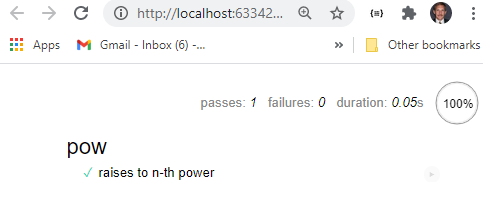 http://localhost:63342...
Apps Gmail - Inbox (6) -... » Other bookmarks
passes: 1 failures: 0 duration: 0.05s 100%
pow
✓ raises to n-th power